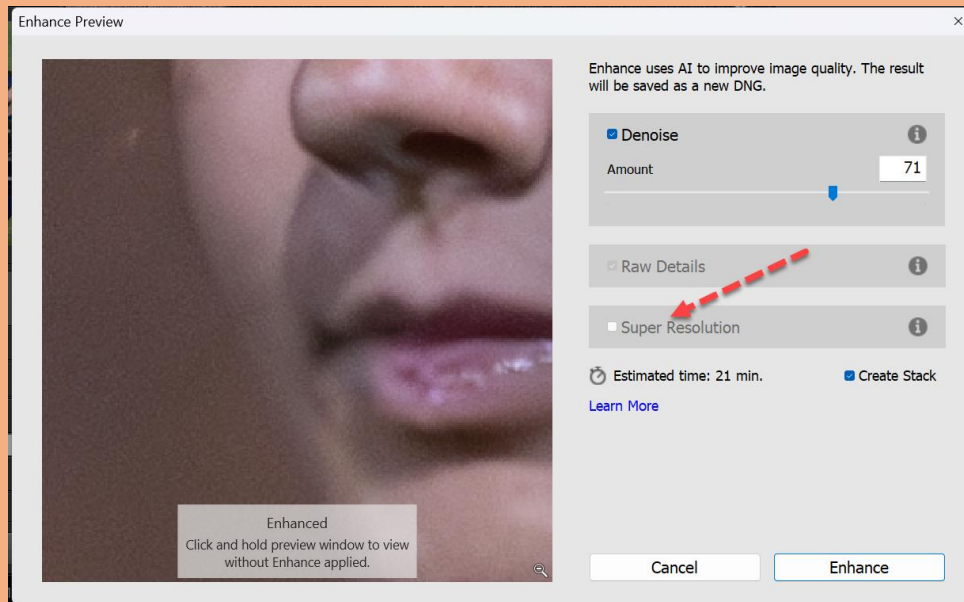 Enhance Preview
Enhance uses AI to improve image quality. The result
will be saved as a new DNG.
Denoise
Amount
71
Raw Details
Super Resolution
Estimated time: 21 min.
Create Stack
Learn More
Enhanced
Click and hold preview window to view
without Enhance applied.
Cancel
Enhance